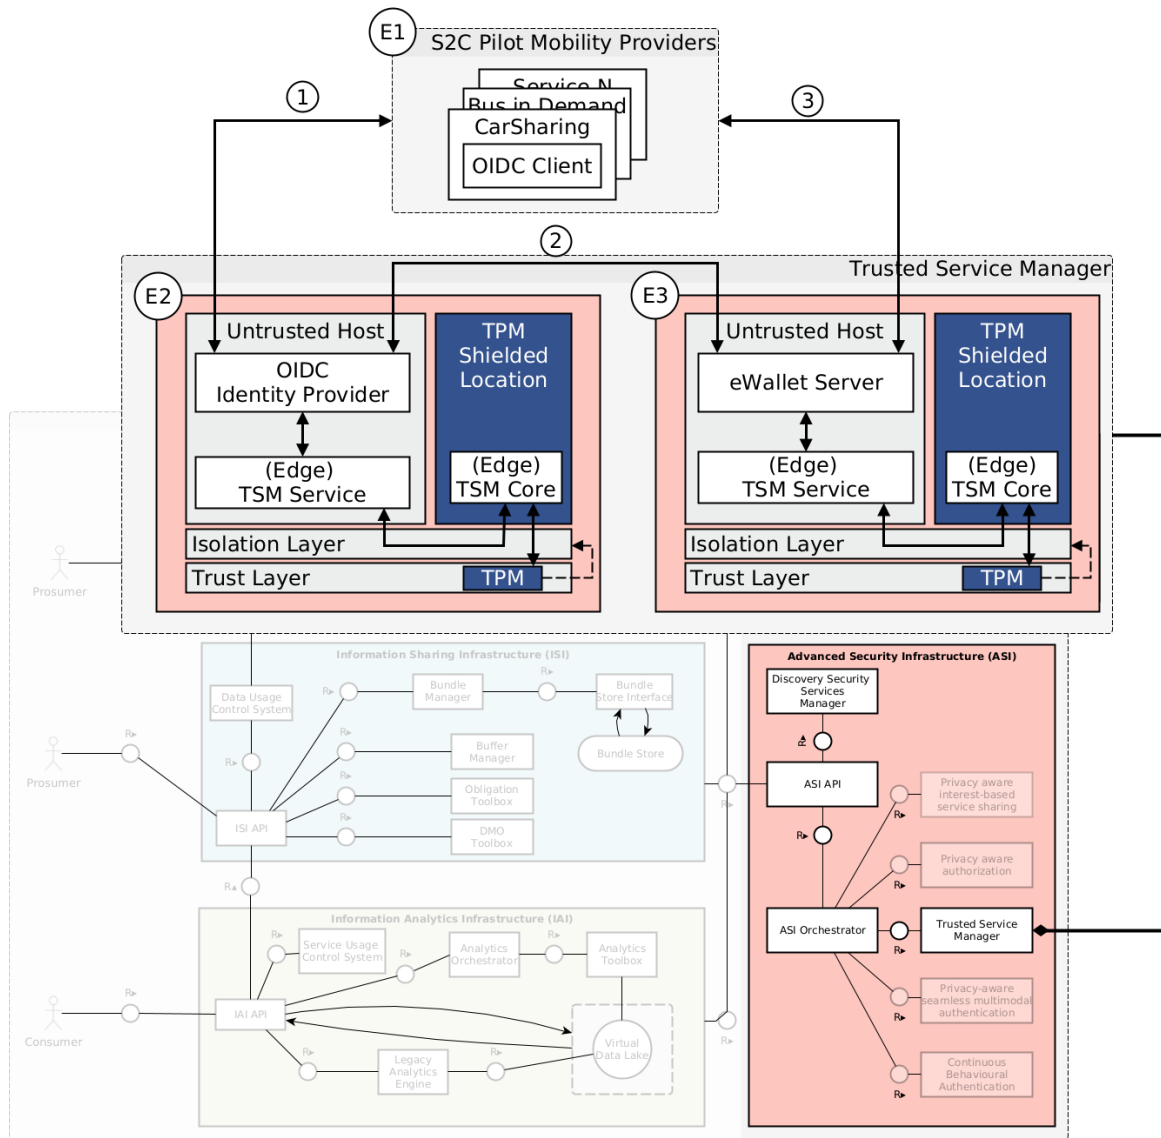 E1
S2C Pilot Mobility Providers
1
3
Service N
Bus in Demand
CarSharing
OIDC Client
2
Trusted Service Manager
E2
E3
Untrusted Host
TPM
Shielded
Location
OIDC
Identity Provider
(Edge)
TSM Service
(Edge)
TSM Core
Isolation Layer
Trust Layer
TPM
Untrusted Host
TPM
Shielded
Location
eWallet Server
(Edge)
TSM Service
(Edge)
TSM Core
Isolation Layer
Trust Layer
TPM
Prosumer
Prosumer
Consumer
R▸
R▸
Information Sharing Infrastructure (ISI)
Data Usage
Control System
R▸
R▸
Bundle
Manager
R▸
Bundle
Store Interface
Bundle Store
R▸
Buffer
Manager
R▸
Obligation
Toolbox
R▸
DMO
Toolbox
ISI API
R▴
R▸
R▸
Information Analytics Infrastructure (IAI)
R▸
Service Usage
Control System
R▸
Analytics
Orchestrator
R▸
Analytics
Toolbox
IAI API
Virtual
Data Lake
R▸
Legacy
Analytics
Engine
R▸
Advanced Security Infrastructure (ASI)
Discovery Security
Services
Manager
R▸
ASI API
R▸
Privacy aware
interest-based
service sharing
R▸
Privacy aware
authorization
R▸
ASI Orchestrator
R▸
Trusted Service
Manager
Privacy-aware
seamless multimodal
authentication
R▸
Continuous
Behavioural
Authentication
R▸